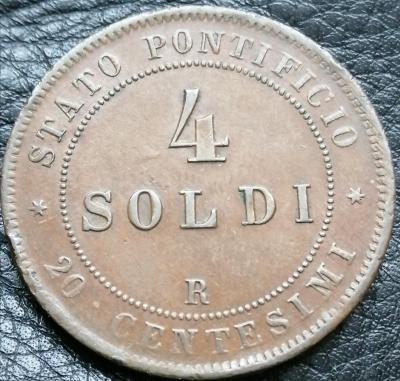 STATO PONTIFICIO
4
SOLDI
R
* 20 CENTESIMI *